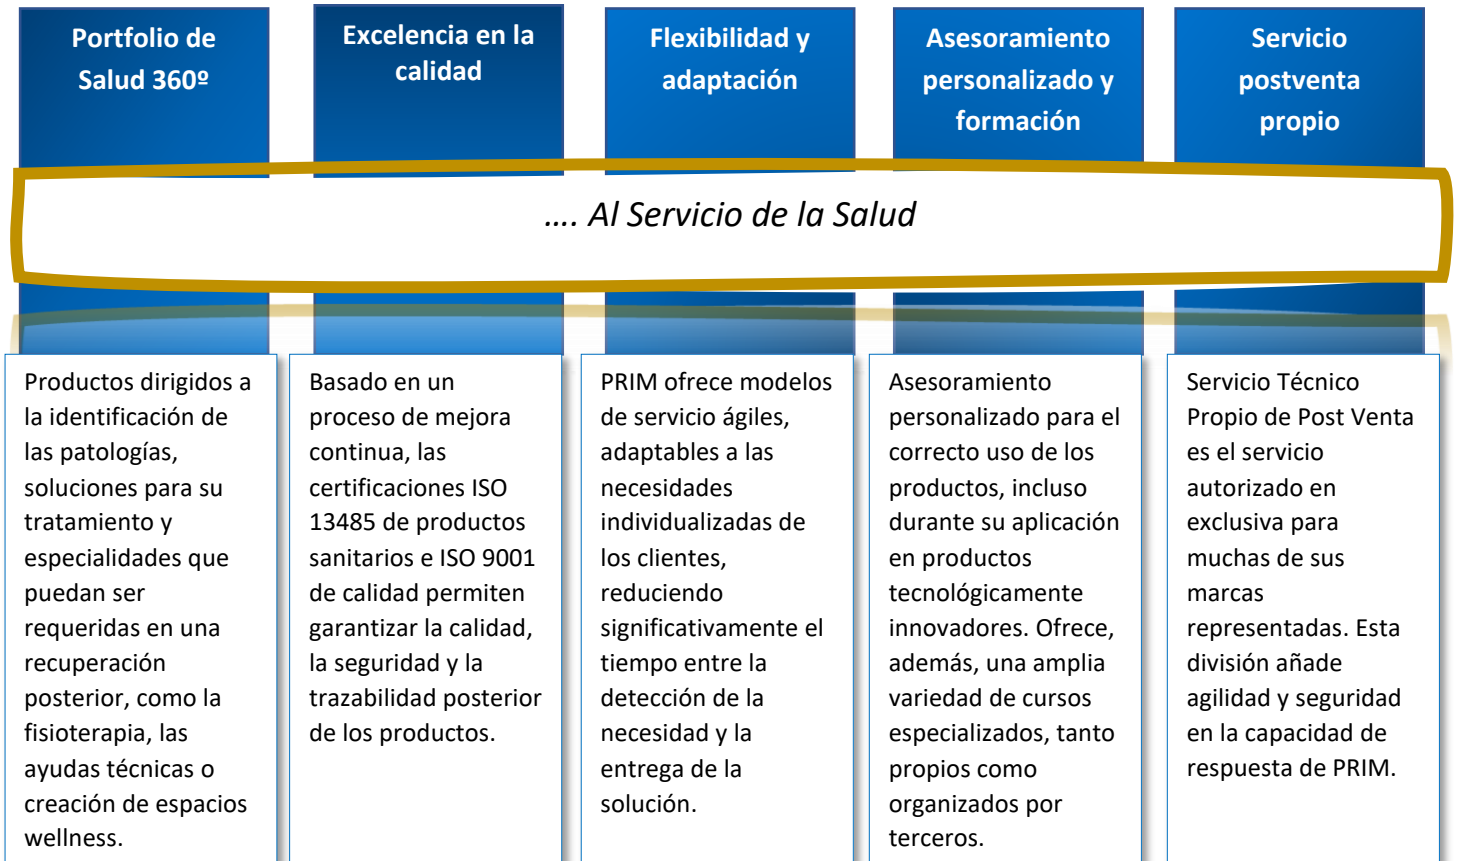 Portfolio de
Salud 360º
Excelencia en la
calidad
Flexibilidad y
adaptación
Asesoramiento
personalizado y
formación
Servicio
postventa
propio
…. Al Servicio de la Salud
Productos dirigidos a
la identificación de
las patologías,
soluciones para su
tratamiento y
especialidades que
puedan ser
requeridas en una
recuperación
posterior, como la
fisioterapia, las
ayudas técnicas o
creación de espacios
wellness.
Basado en un
proceso de mejora
continua, las
certificaciones ISO
13485 de productos
sanitarios e ISO 9001
de calidad permiten
garantizar la calidad,
la seguridad y la
trazabilidad posterior
de los productos.
PRIM ofrece modelos
de servicio ágiles,
adaptables a las
necesidades
individualizadas de
los clientes,
reduciendo
significativamente el
tiempo entre la
detección de la
necesidad y la
entrega de la
solución.
Asesoramiento
personalizado para el
correcto uso de los
productos, incluso
durante su aplicación
en productos
tecnológicamente
innovadores. Ofrece,
además, una amplia
variedad de cursos
especializados, tanto
propios como
organizados por
terceros.
Servicio Técnico
Propio de Post Venta
es el servicio
autorizado en
exclusiva para
muchas de sus
marcas
representadas. Esta
división añade
agilidad y seguridad
en la capacidad de
respuesta de PRIM.